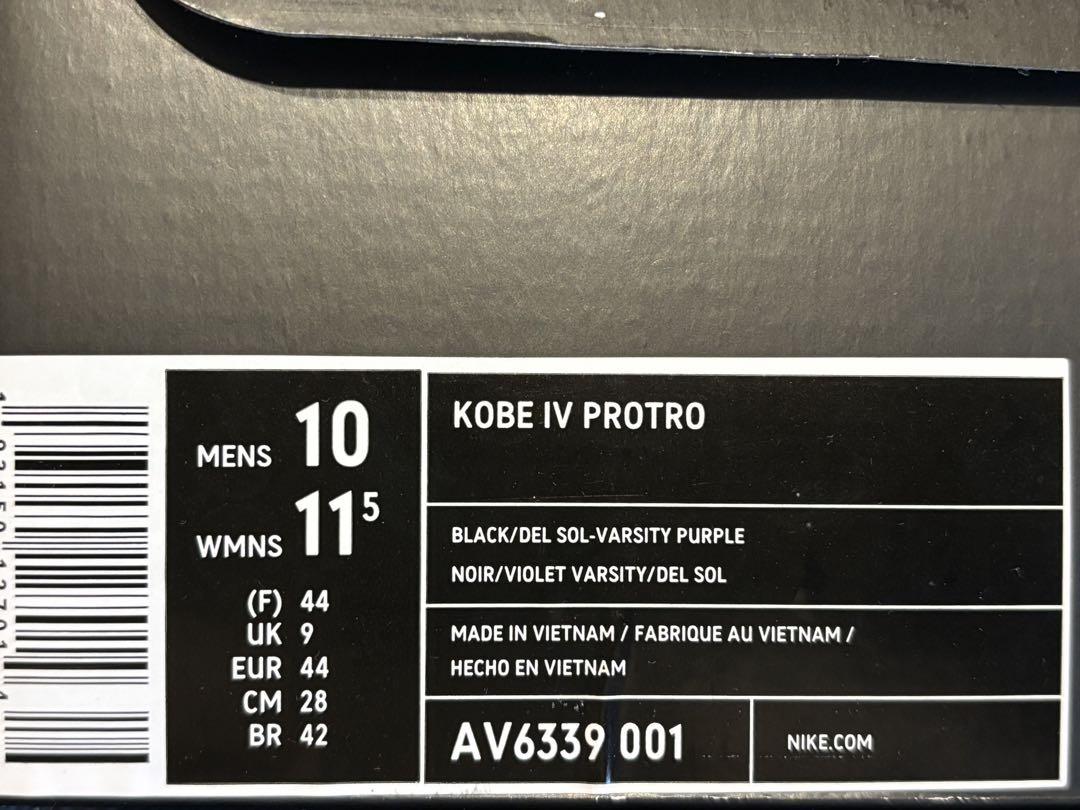 MENS 10
WMNS 11⁵
(F) 44
UK 9
EUR 44
CM 28
BR 42
KOBE IV PROTRO
BLACK/DEL SOL-VARSITY PURPLE
NOIR/VIOLET VARSITY/DEL SOL
MADE IN VIETNAM / FABRIQUE AU VIETNAM /
HECHO EN VIETNAM
AV6339 001
NIKE.COM